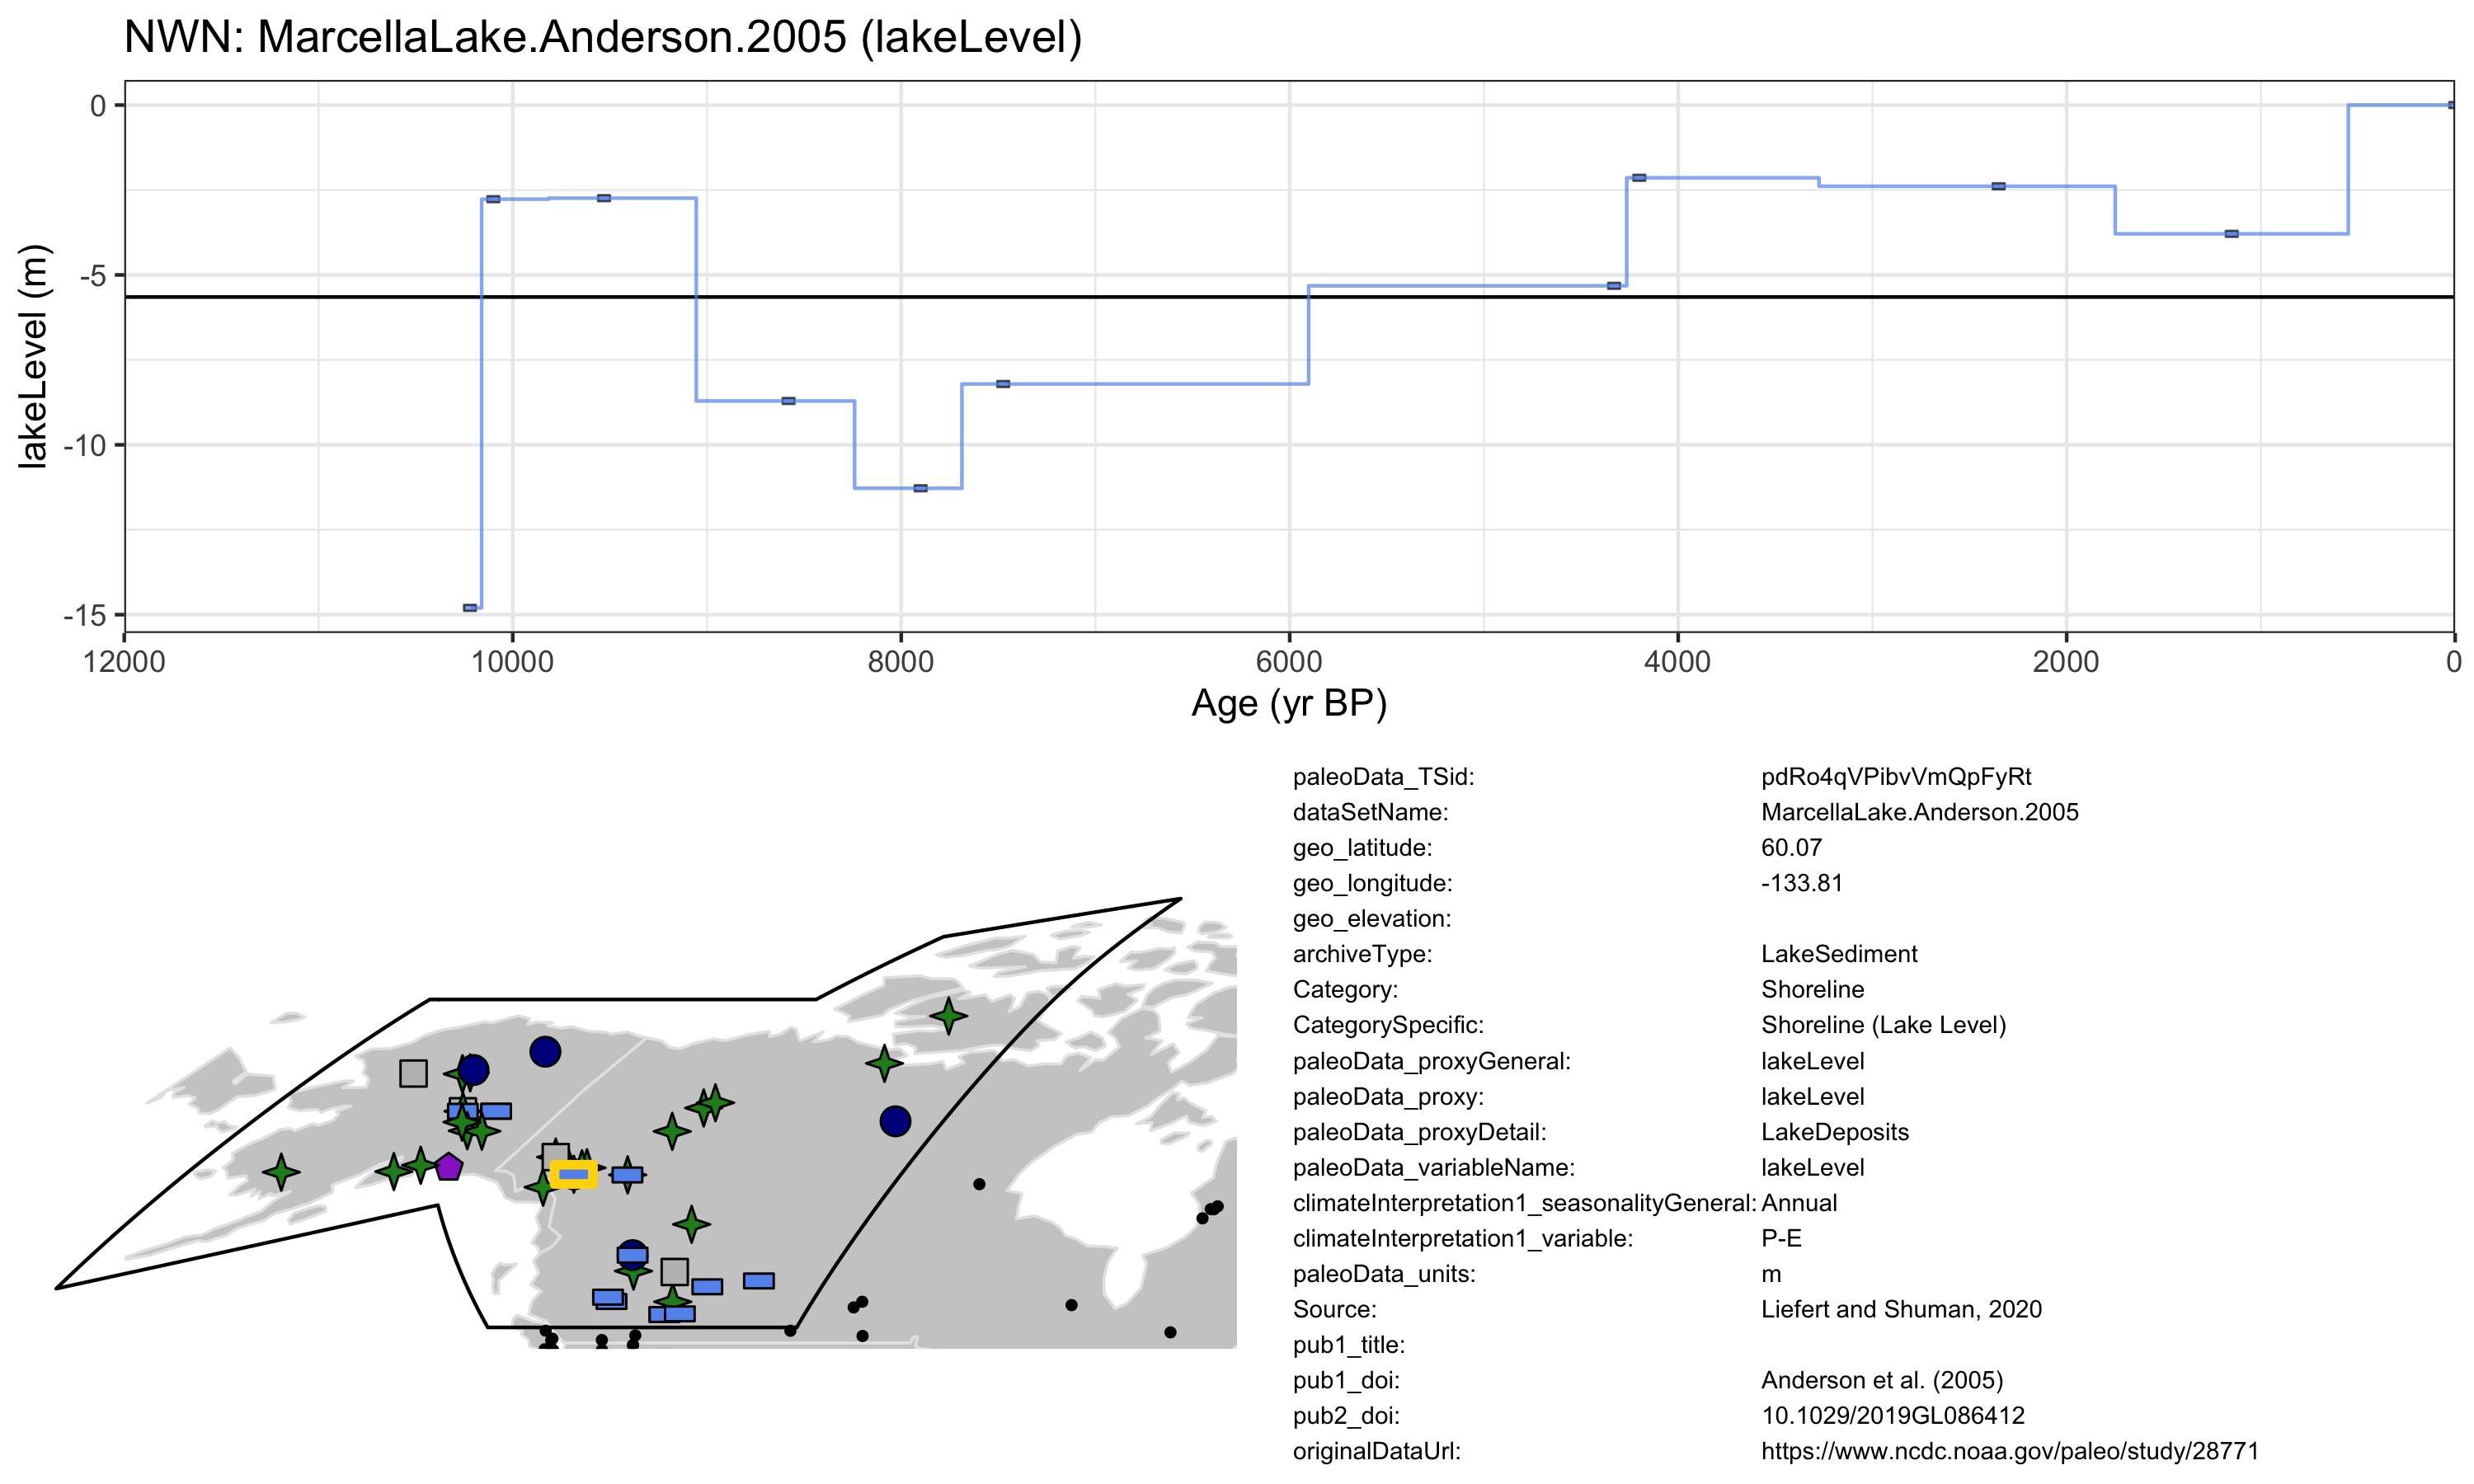 NWN: MarcellaLake.Anderson.2005 (lakeLevel)
lakeLevel (m)
0
-5
-10
-15
12000 10000 8000 6000 4000 2000 0
Age (yr BP)
paleoData_TSid: pdRo4qVPibvVmQpFyRt
dataSetName: MarcellaLake.Anderson.2005
geo_latitude: 60.07
geo_longitude: -133.81
geo_elevation:
archiveType: LakeSediment
Category: Shoreline
CategorySpecific: Shoreline (Lake Level)
paleoData_proxyGeneral: lakeLevel
paleoData_proxy: lakeLevel
paleoData_proxyDetail: LakeDeposits
paleoData_variableName: lakeLevel
climateInterpretation1_seasonalityGeneral: Annual
climateInterpretation1_variable: P-E
paleoData_units: m
Source: Liefert and Shuman, 2020
pub1_title:
pub1_doi: Anderson et al. (2005)
pub2_doi: 10.1029/2019GL086412
originalDataUrl: https://www.ncdc.noaa.gov/paleo/study/28771